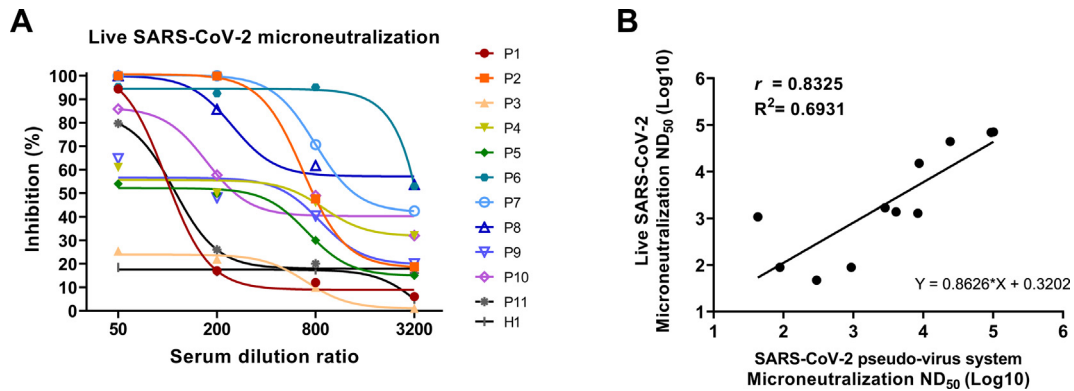 A
Live SARS-CoV-2 microneutralization
Inhibition (%)
100
90
80
70
60
50
40
30
20
10
0
50
200
800
3200
Serum dilution ratio
P1
P2
P3
P4
P5
P6
P7
P8
P9
P10
P11
H1
B
Live SARS-CoV-2
Microneutralization ND50 (Log10)
6
5
4
3
2
1
r = 0.8325
R2= 0.6931
Y = 0.8626*X + 0.3202
1
2
3
4
5
6
SARS-CoV-2 pseudo-virus system
Microneutralization ND50 (Log10)